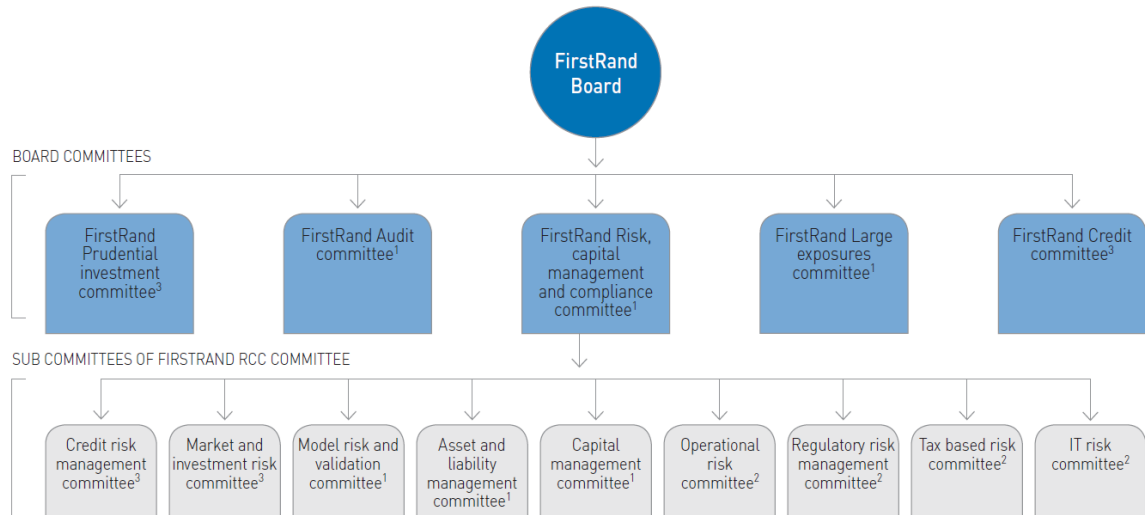 FirstRand
Board
BOARD COMMITTEES
FirstRand
Prudential
investment
committee³
FirstRand Audit
committee¹
FirstRand Risk,
capital
management
and compliance
committee¹
FirstRand Large
exposures
committee¹
FirstRand Credit
committee³
SUB COMMITTEES OF FIRSTRAND RCC COMMITTEE
Credit risk
management
committee³
Market and
investment risk
committee³
Model risk and
validation
committee¹
Asset and
liability
management
committee¹
Capital
management
committee¹
Operational
risk
committee²
Regulatory risk
management
committee²
Tax based risk
committee²
IT risk
committee²